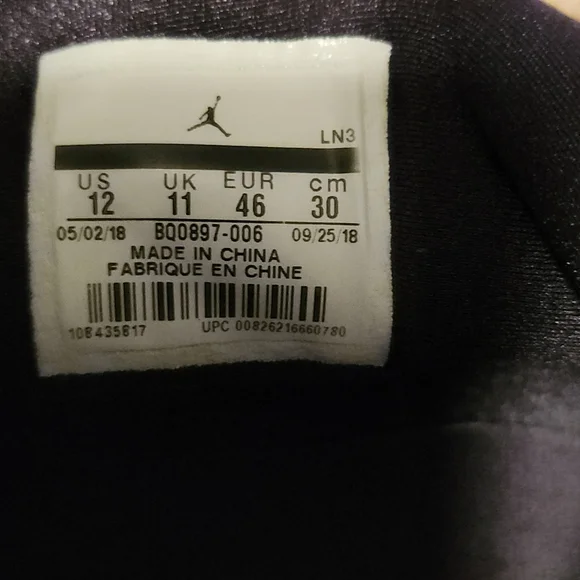 LN3
US UK EUR cm
12 11 46 30
05/02/18 BQ0897-006 09/25/18
MADE IN CHINA
FABRIQUE EN CHINE
108435817 UPC 00826216660780